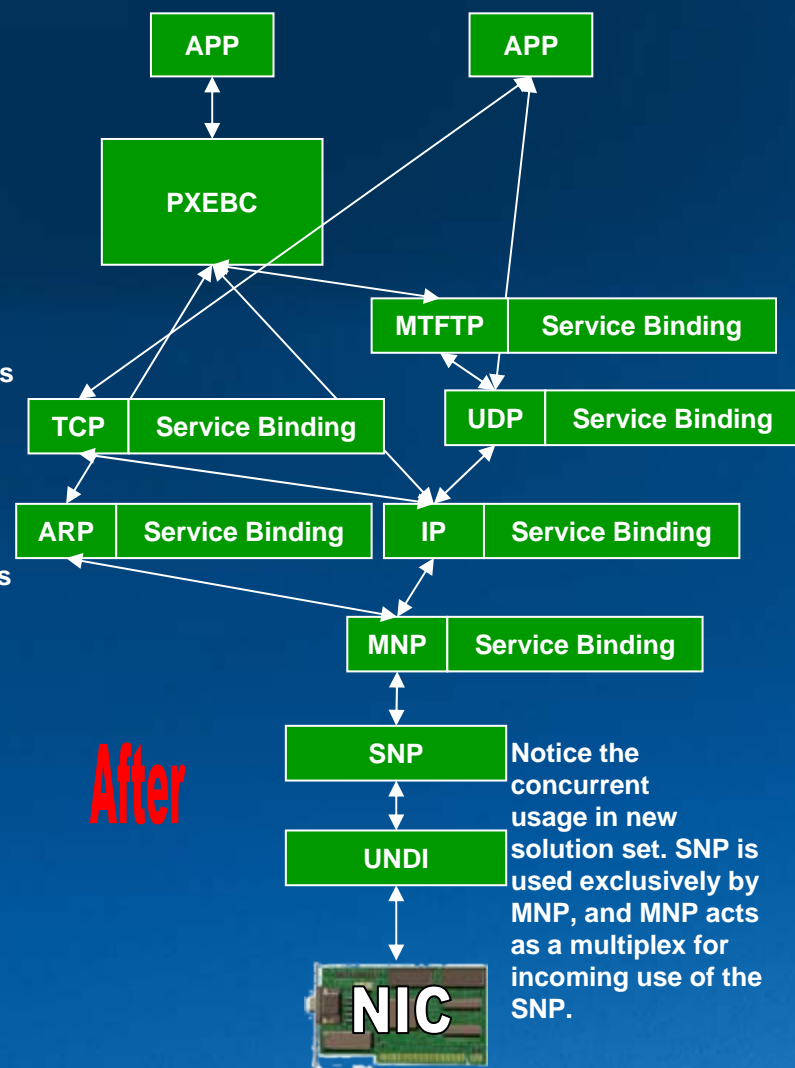 APP
APP
PXEBC
MTFTP
Service Binding
s
TCP
Service Binding
UDP
Service Binding
ARP
Service Binding
IP
Service Binding
s
MNP
Service Binding
After
SNP
UNDI
NIC
Notice the
concurrent
usage in new
solution set. SNP is
used exclusively by
MNP, and MNP acts
as a multiplex for
incoming use of the
SNP.